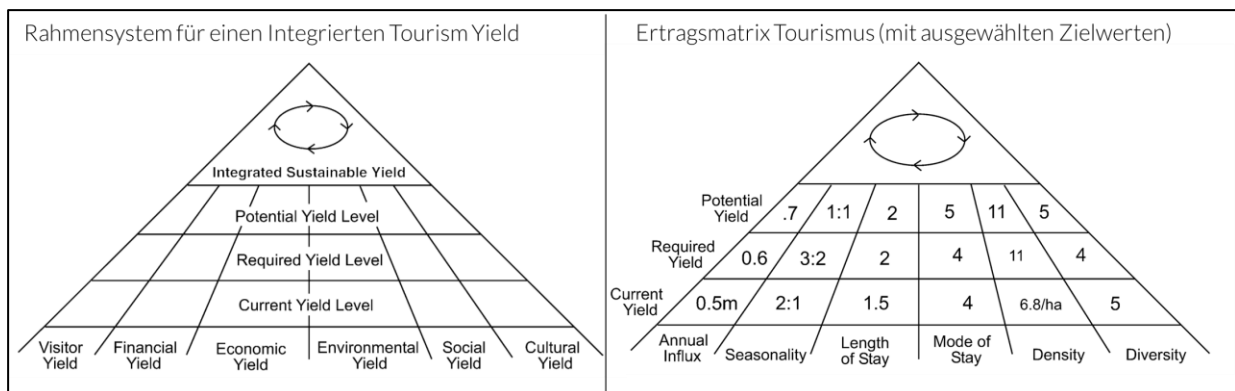 Rahmensystem für einen Integrierten Tourism Yield
Integrated Sustainable Yield
Potential Yield Level
Required Yield Level
Current Yield Level
Visitor Yield
Financial Yield
Economic Yield
Environmental Yield
Social Yield
Cultural Yield
Ertragsmatrix Tourismus (mit ausgewählten Zielwerten)
Potential Yield .7 1:1 2 5 11 5
Required Yield 0.6 3:2 2 4 11 4
Current Yield 0.5m 2:1 1.5 4 6.8/ha 5
Annual Influx
Seasonality
Length of Stay
Mode of Stay
Density
Diversity